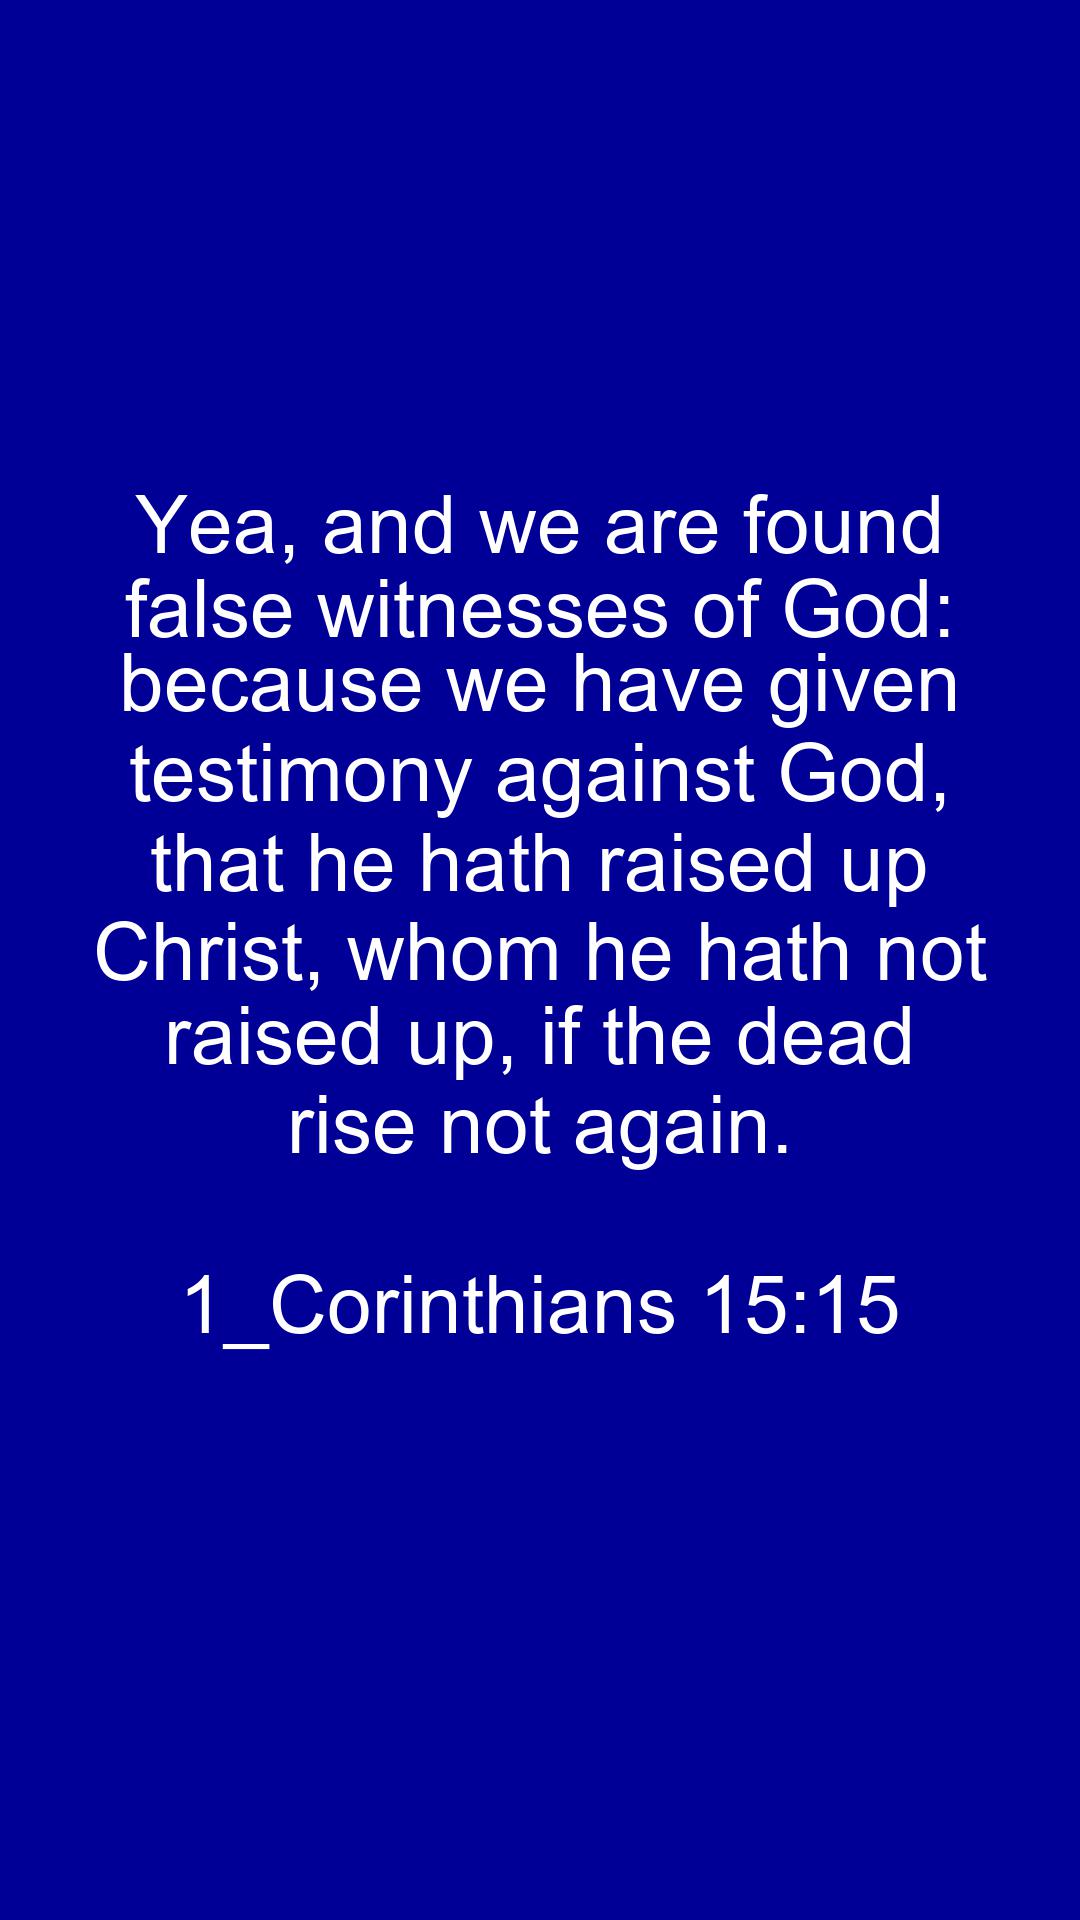 Yea, and we are found
false witnesses of God:
because we have given
testimony against God,
that he hath raised up
Christ, whom he hath not
raised up, if the dead
rise not again.
1_Corinthians 15:15